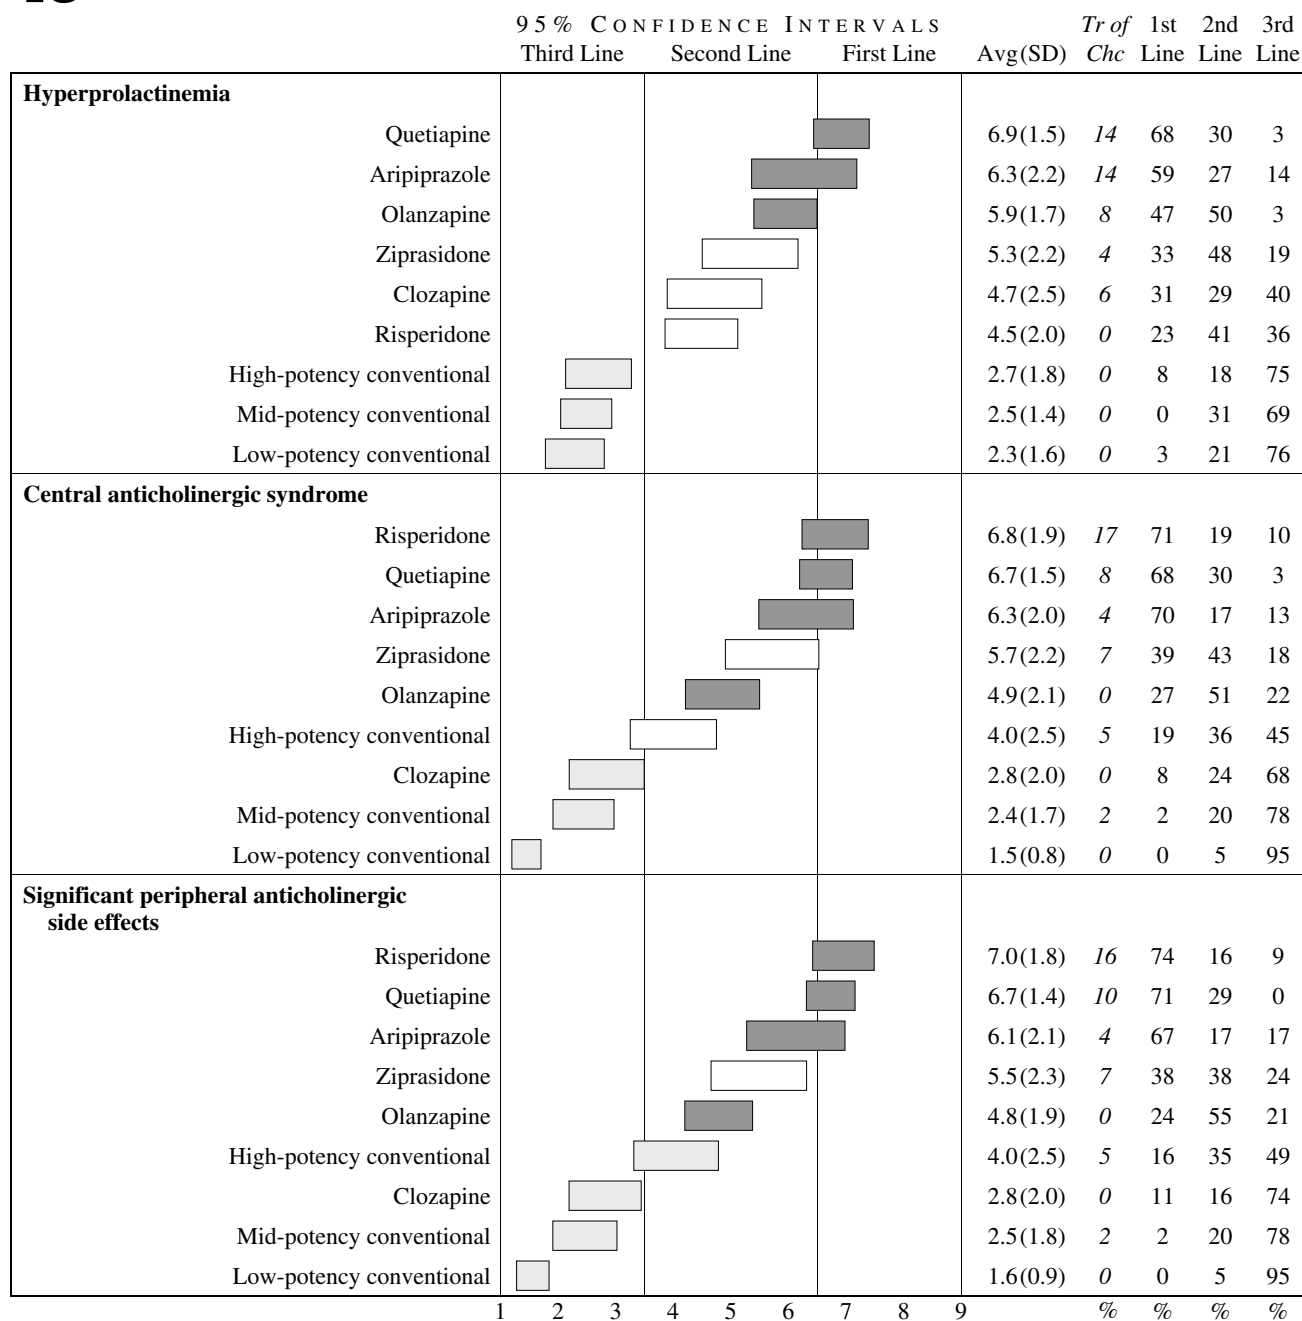 95% CONFIDENCE INTERVALS Tr of 1st 2nd 3rd
Third Line Second Line First Line Avg(SD) Chc Line Line Line
Hyperprolactinemia
Quetiapine 6.9(1.5) 14 68 30 3
Aripiprazole 6.3(2.2) 14 59 27 14
Olanzapine 5.9(1.7) 8 47 50 3
Ziprasidone 5.3(2.2) 4 33 48 19
Clozapine 4.7(2.5) 6 31 29 40
Risperidone 4.5(2.0) 0 23 41 36
High-potency conventional 2.7(1.8) 0 8 18 75
Mid-potency conventional 2.5(1.4) 0 0 31 69
Low-potency conventional 2.3(1.6) 0 3 21 76
Central anticholinergic syndrome
Risperidone 6.8(1.9) 17 71 19 10
Quetiapine 6.7(1.5) 8 68 30 3
Aripiprazole 6.3(2.0) 4 70 17 13
Ziprasidone 5.7(2.2) 7 39 43 18
Olanzapine 4.9(2.1) 0 27 51 22
High-potency conventional 4.0(2.5) 5 19 36 45
Clozapine 2.8(2.0) 0 8 24 68
Mid-potency conventional 2.4(1.7) 2 2 20 78
Low-potency conventional 1.5(0.8) 0 0 5 95
Significant peripheral anticholinergic
side effects
Risperidone 7.0(1.8) 16 74 16 9
Quetiapine 6.7(1.4) 10 71 29 0
Aripiprazole 6.1(2.1) 4 67 17 17
Ziprasidone 5.5(2.3) 7 38 38 24
Olanzapine 4.8(1.9) 0 24 55 21
High-potency conventional 4.0(2.5) 5 16 35 49
Clozapine 2.8(2.0) 0 11 16 74
Mid-potency conventional 2.5(1.8) 2 2 20 78
Low-potency conventional 1.6(0.9) 0 0 5 95
1 2 3 4 5 6 7 8 9 % % % %